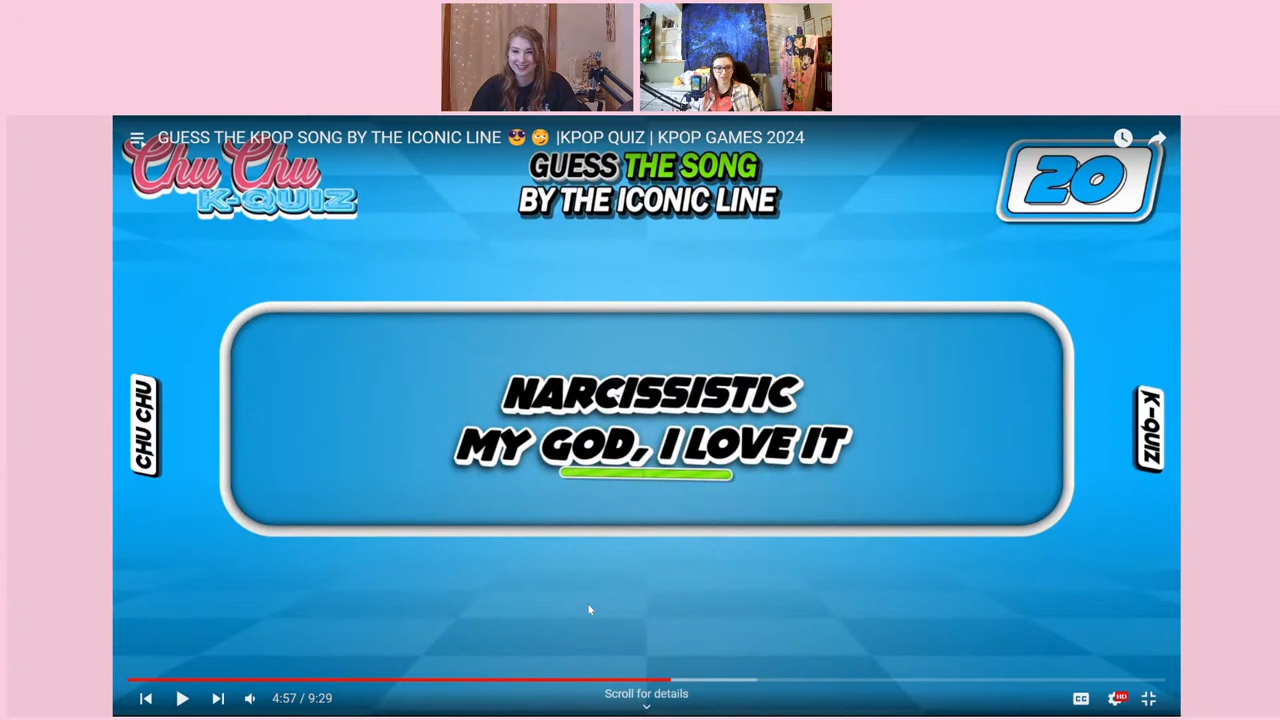 GUESS THE KPOP SONG BY THE ICONIC LINE 😎 😏 |KPOP QUIZ | KPOP GAMES 2024
Chu Chu
K-QUIZ
GUESS THE SONG
BY THE ICONIC LINE
20
NARCISSISTIC
MY GOD, I LOVE IT
CHU CHU
K-QUIZ
4:57 / 9:29
Scroll for details
CC
HD